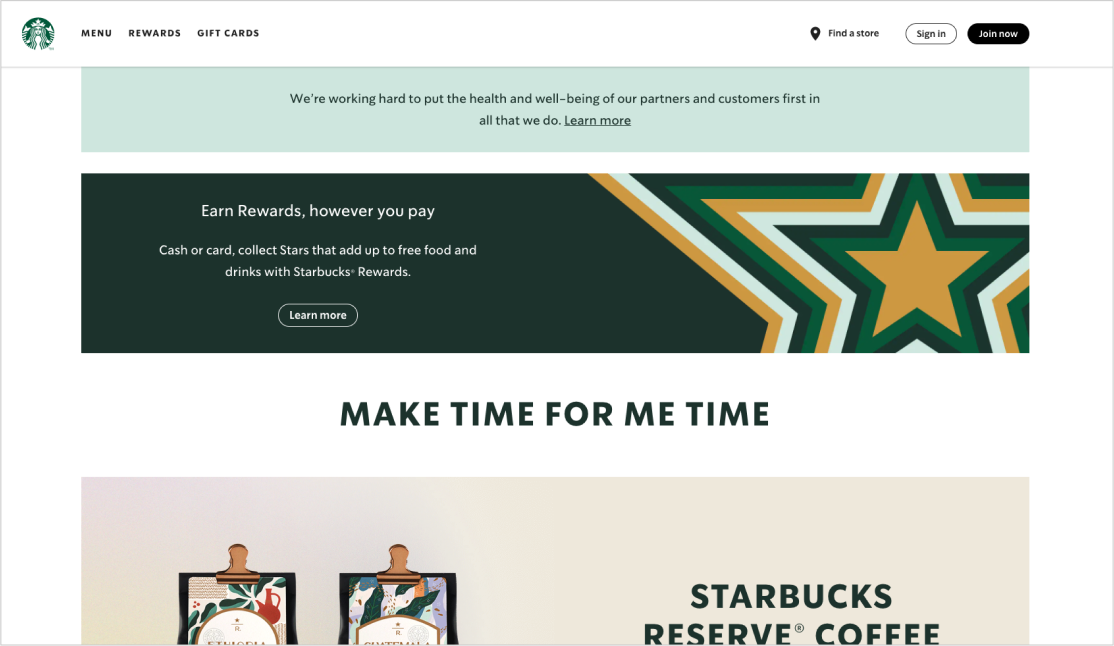 MENU REWARDS GIFT CARDS Find a store Sign in Join now
We're working hard to put the health and well-being of our partners and customers first in
all that we do. Learn more
Earn Rewards, however you pay
Cash or card, collect Stars that add up to free food and
drinks with Starbucks® Rewards.
Learn more
MAKE TIME FOR ME TIME
STARBUCKS
RESERVE® COFFEE
R R
ETHIOPIA GUATEMALA